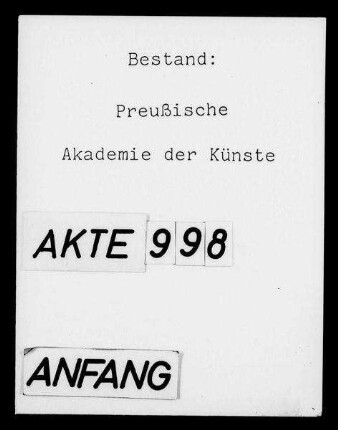 Bestand:
Preußische
Akademie der Künste
AKTE 998
ANFANG